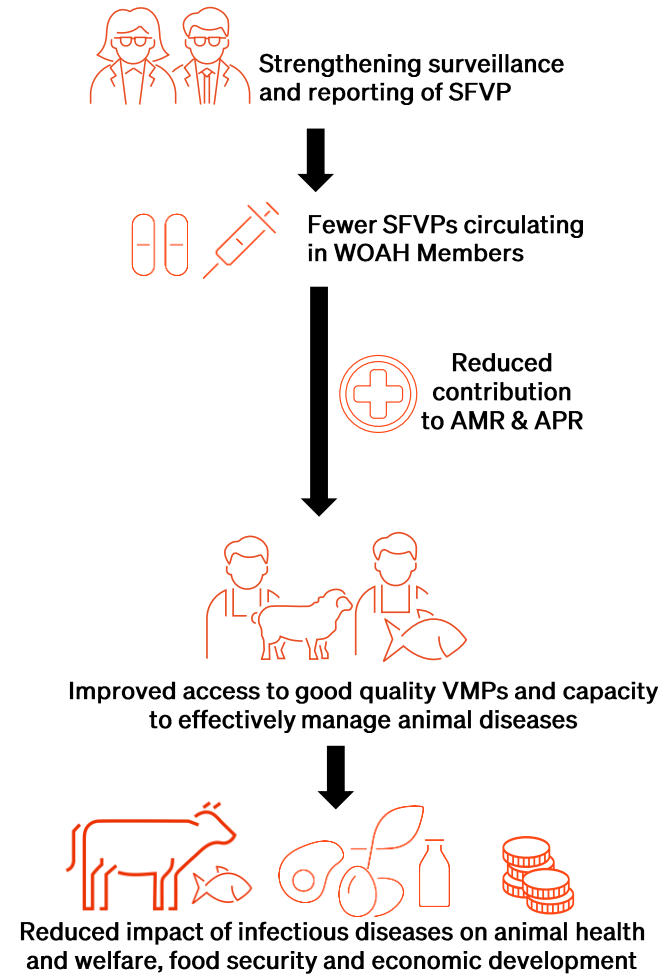 Strengthening surveillance
and reporting of SFVP
Fewer SFVPs circulating
in WOAH Members
Reduced
contribution
to AMR & APR
Improved access to good quality VMPs and capacity
to effectively manage animal diseases
Reduced impact of infectious diseases on animal health
and welfare, food security and economic development